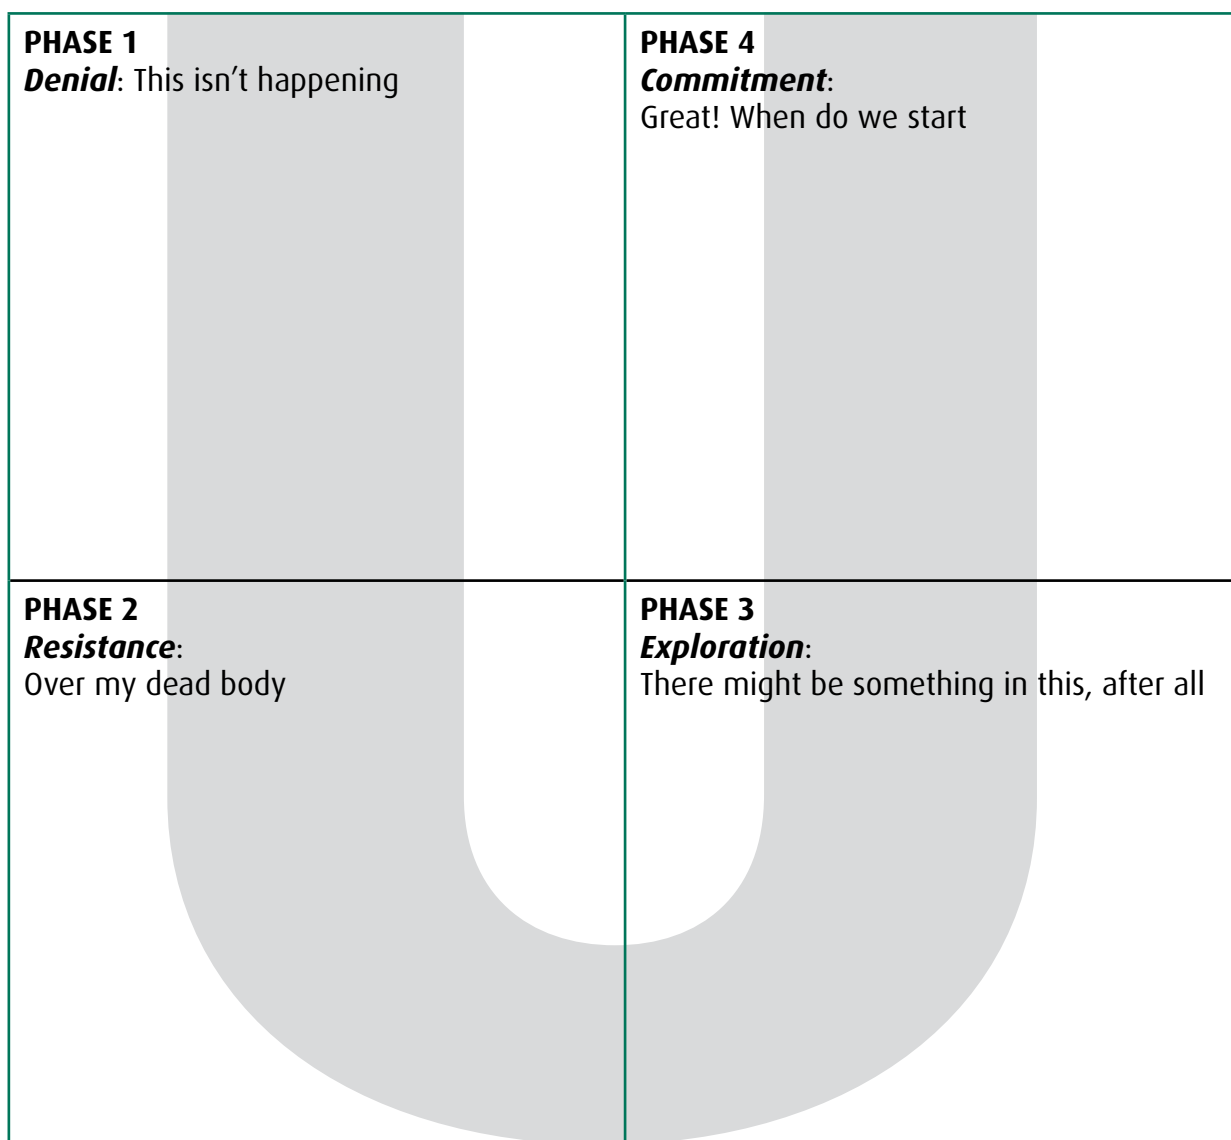 PHASE 1
Denial: This isn’t happening
PHASE 4
Commitment:
Great! When do we start
PHASE 2
Resistance:
Over my dead body
PHASE 3
Exploration:
There might be something in this, after all